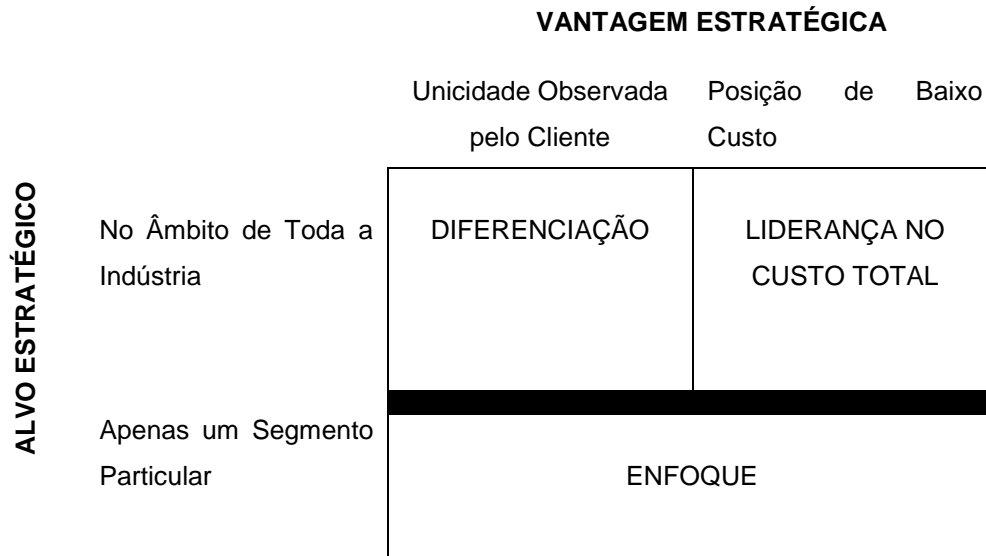 VANTAGEM ESTRATÉGICA
Unicidade Observada
pelo Cliente
Posição de Baixo
Custo
ALVO ESTRATÉGICO
No Âmbito de Toda a
Indústria
DIFERENCIAÇÃO
LIDERANÇA NO
CUSTO TOTAL
Apenas um Segmento
Particular
ENFOQUE